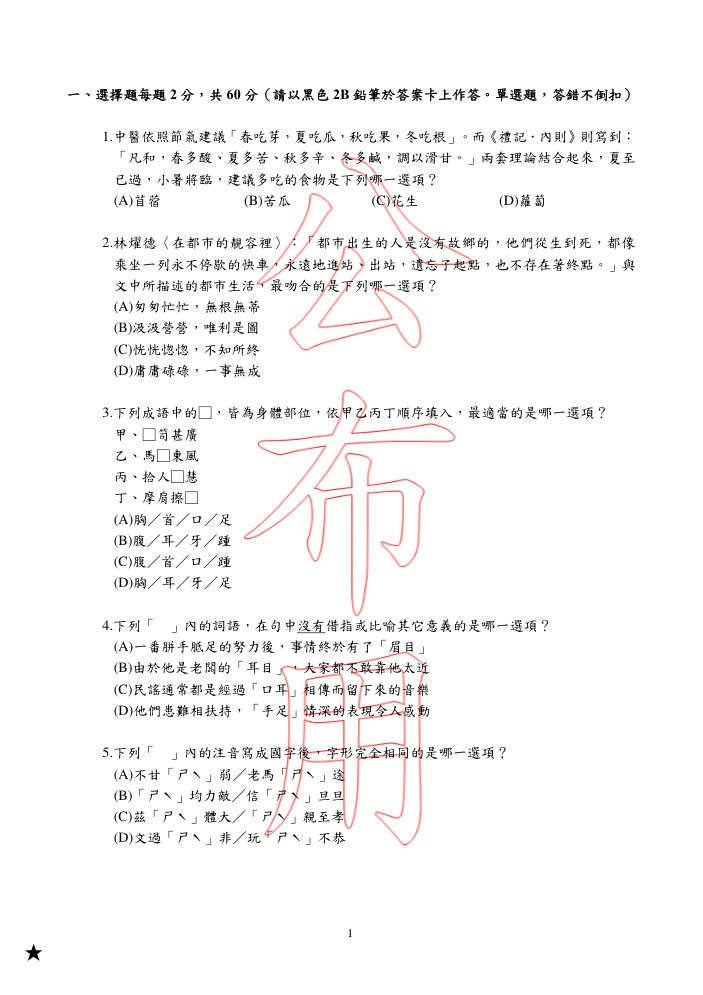 一、選擇題每題 2 分，共 60 分（請以黑色 2B 鉛筆於答案卡上作答。單選題，答錯不倒扣）
1.中醫依照節氣建議「春吃芽，夏吃瓜，秋吃果，冬吃根」。而《禮記．內則》則寫到：
「凡和，春多酸、夏多苦、秋多辛、冬多鹹，調以滑甘。」兩套理論結合起來，夏至
已過，小暑將臨，建議多吃的食物是下列哪一選項？
(A)苜蓿 (B)苦瓜 (C)花生 (D)蘿蔔
2.林燿德〈在都市的靚容裡〉：「都市出生的人是沒有故鄉的，他們從生到死，都像
乘坐一列永不停歇的快車，永遠地進站、出站，遺忘了起點，也不存在著終點。」與
文中所描述的都市生活，最吻合的是下列哪一選項？
(A)匆匆忙忙，無根無蒂
(B)汲汲營營，唯利是圖
(C)恍恍惚惚，不知所終
(D)庸庸碌碌，一事無成
3.下列成語中的□，皆為身體部位，依甲乙丙丁順序填入，最適當的是哪一選項？
甲、□笥甚廣
乙、馬□東風
丙、拾人□慧
丁、摩肩擦□
(A)胸／首／口／足
(B)腹／耳／牙／踵
(C)腹／首／口／踵
(D)胸／耳／牙／足
4.下列「　」內的詞語，在句中沒有借指或比喻其它意義的是哪一選項？
(A)一番胼手胝足的努力後，事情終於有了「眉目」
(B)由於他是老闆的「耳目」，大家都不敢靠他太近
(C)民謠通常都是經過「口耳」相傳而留下來的音樂
(D)他們患難相扶持，「手足」情深的表現令人感動
5.下列「　」內的注音寫成國字後，字形完全相同的是哪一選項？
(A)不甘「ㄕˋ」弱／老馬「ㄕˋ」途
(B)「ㄕˋ」均力敵／信「ㄕˋ」旦旦
(C)茲「ㄕˋ」體大／「ㄕˋ」親至孝
(D)文過「ㄕˋ」非／玩「ㄕˋ」不恭
公布用
1
★